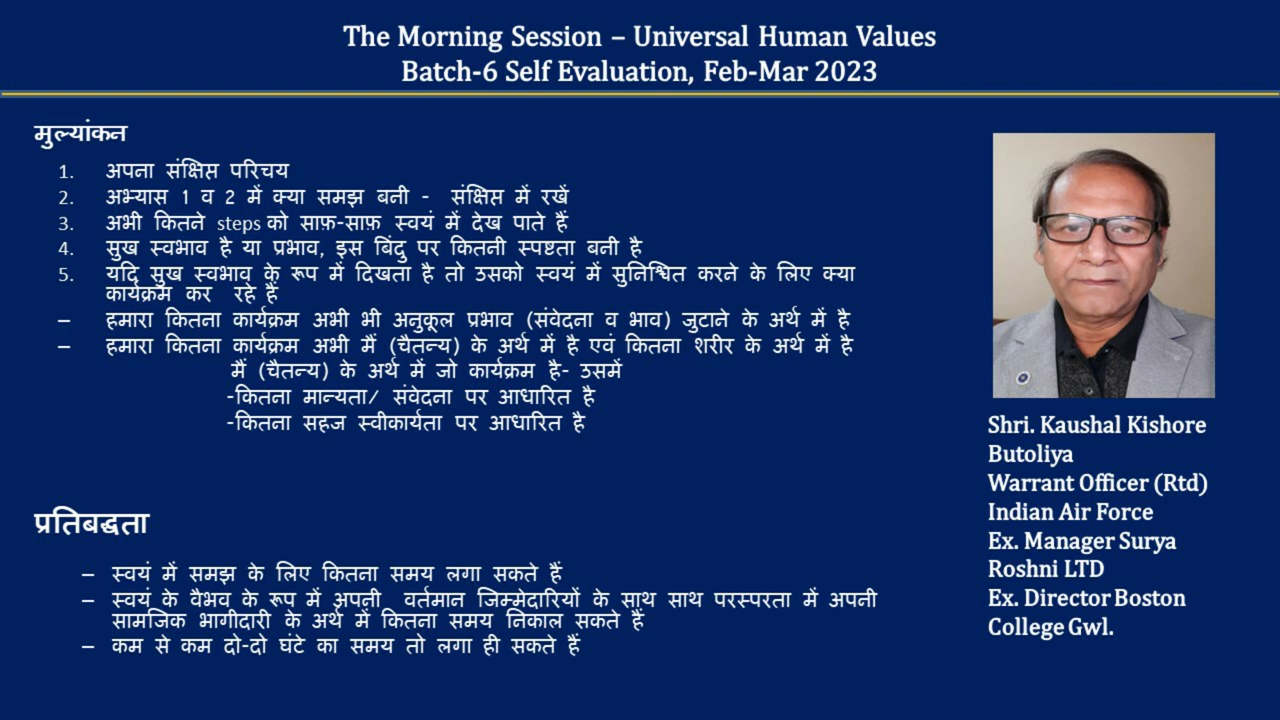 The Morning Session – Universal Human Values
Batch-6 Self Evaluation, Feb-Mar 2023
मुल्यांकन
1. अपना संक्षिप्त परिचय
2. अभ्यास 1 व 2 में क्या समझ बनी - संक्षिप्त में रखें
3. अभी कितने steps को साफ़-साफ़ स्वयं में देख पाते हैं
4. सुख स्वभाव है या प्रभाव, इस बिंदु पर कितनी स्पष्टता बनी है
5. यदि सुख स्वभाव के रूप में दिखता है तो उसको स्वयं में सुनिश्चित करने के लिए क्या
कार्यक्रम कर रहे हैं
– हमारा कितना कार्यक्रम अभी भी अनुकूल प्रभाव (संवेदना व भाव) जुटाने के अर्थ में है
– हमारा कितना कार्यक्रम अभी मैं (चैतन्य) के अर्थ में है एवं कितना शरीर के अर्थ में है
मैं (चैतन्य) के अर्थ में जो कार्यक्रम है- उसमें
-कितना मान्यता/ संवेदना पर आधारित है
-कितना सहज स्वीकार्यता पर आधारित है
प्रतिबद्धता
– स्वयं में समझ के लिए कितना समय लगा सकते हैं
– स्वयं के वैभव के रूप में अपनी वर्तमान जिम्मेदारियों के साथ साथ परस्परता में अपनी
सामजिक भागीदारी के अर्थ में कितना समय निकाल सकते हैं
– कम से कम दो-दो घंटे का समय तो लगा ही सकते हैं
Shri. Kaushal Kishore
Butoliya
Warrant Officer (Rtd)
Indian Air Force
Ex. Manager Surya
Roshni LTD
Ex. Director Boston
College Gwl.